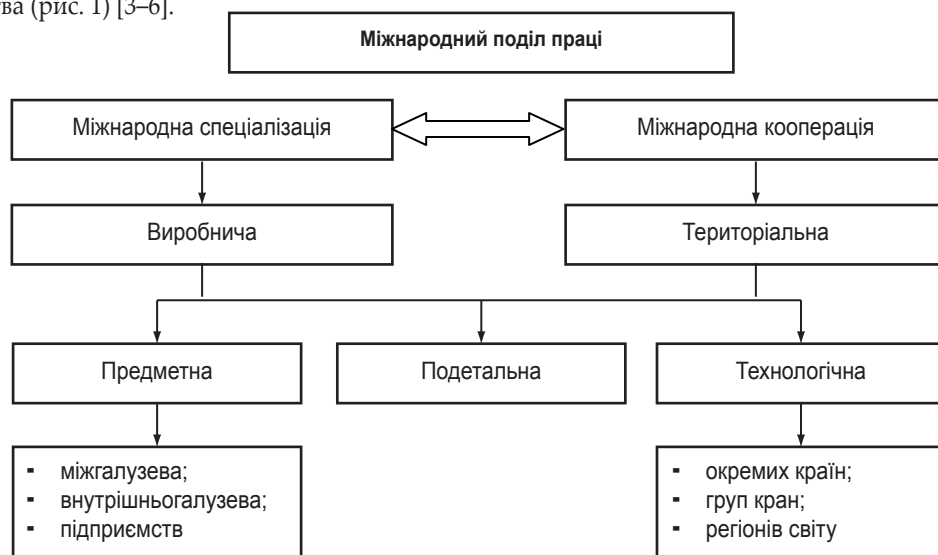 тва (рис. 1) [3–6].
Міжнародний поділ праці
Міжнародна спеціалізація
Міжнародна кооперація
Виробнича
Територіальна
Предметна
Подетальна
Технологічна
- міжгалузева;
- внутрішньогалузева;
- підприємств
- окремих країн;
- груп кран;
- регіонів світу